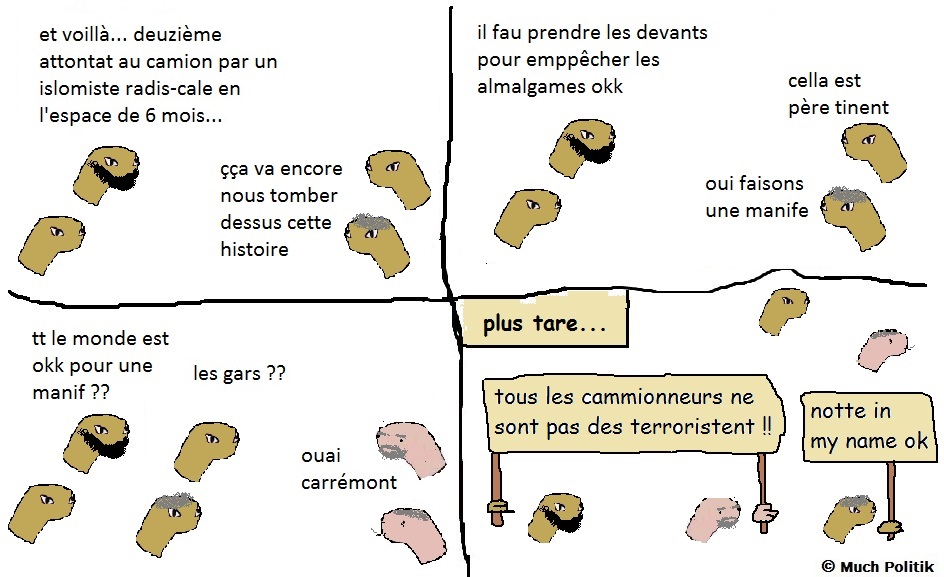 et voillà... deuzième
attontat au camion par un
islomiste radis-cale en
l'espace de 6 mois...
çça va encore
nous tomber
dessus cette
histoire
il fau prendre les devants
pour emppêcher les
almalgames okk
cella est
père tinent
oui faisons
une manife
tt le monde est
okk pour une
manif ??
les gars ??
ouai
carrémont
plus tare...
tous les cammionneurs ne
sont pas des terroristent !!
notte in
my name ok
© Much Politik